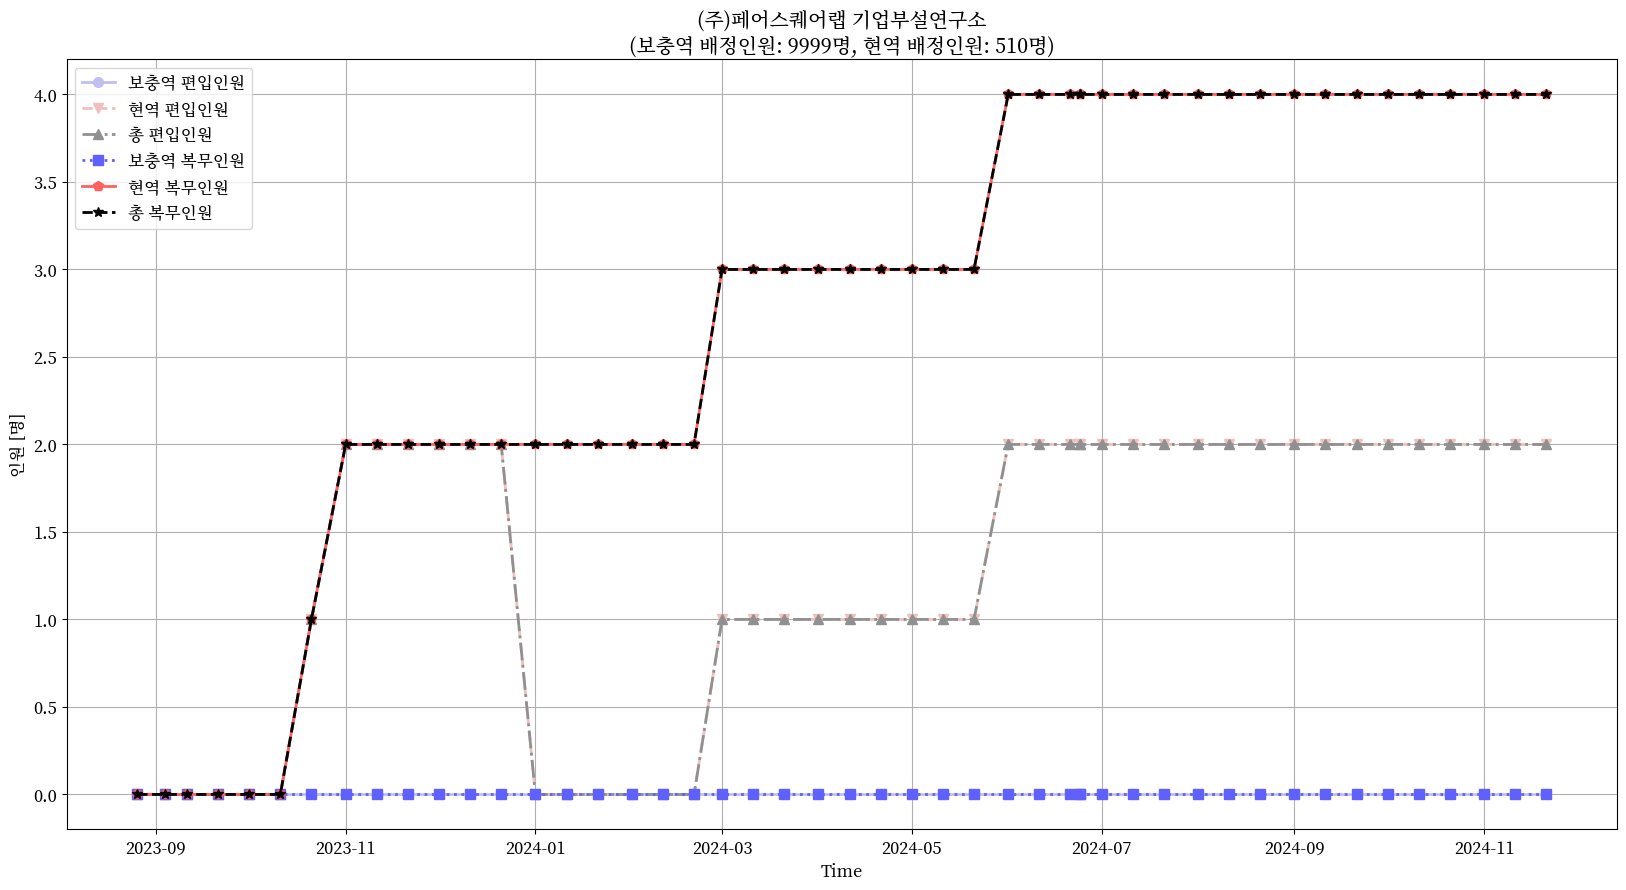 (주)페어스퀘어랩 기업부설연구소
(보충역 배정인원: 9999명, 현역 배정인원: 510명)
보충역 편입인원
현역 편입인원
총 편입인원
보충역 복무인원
현역 복무인원
총 복무인원
인원 [명]
4.0
3.5
3.0
2.5
2.0
1.5
1.0
0.5
0.0
2023-09 2023-11 2024-01 2024-03 2024-05 2024-07 2024-09 2024-11
Time